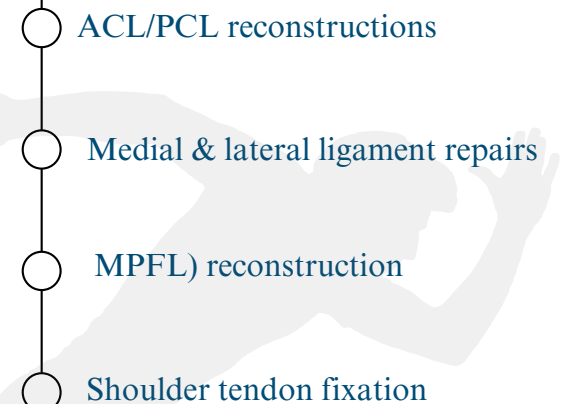 ACL/PCL reconstructions
Medial & lateral ligament repairs
MPFL) reconstruction
Shoulder tendon fixation